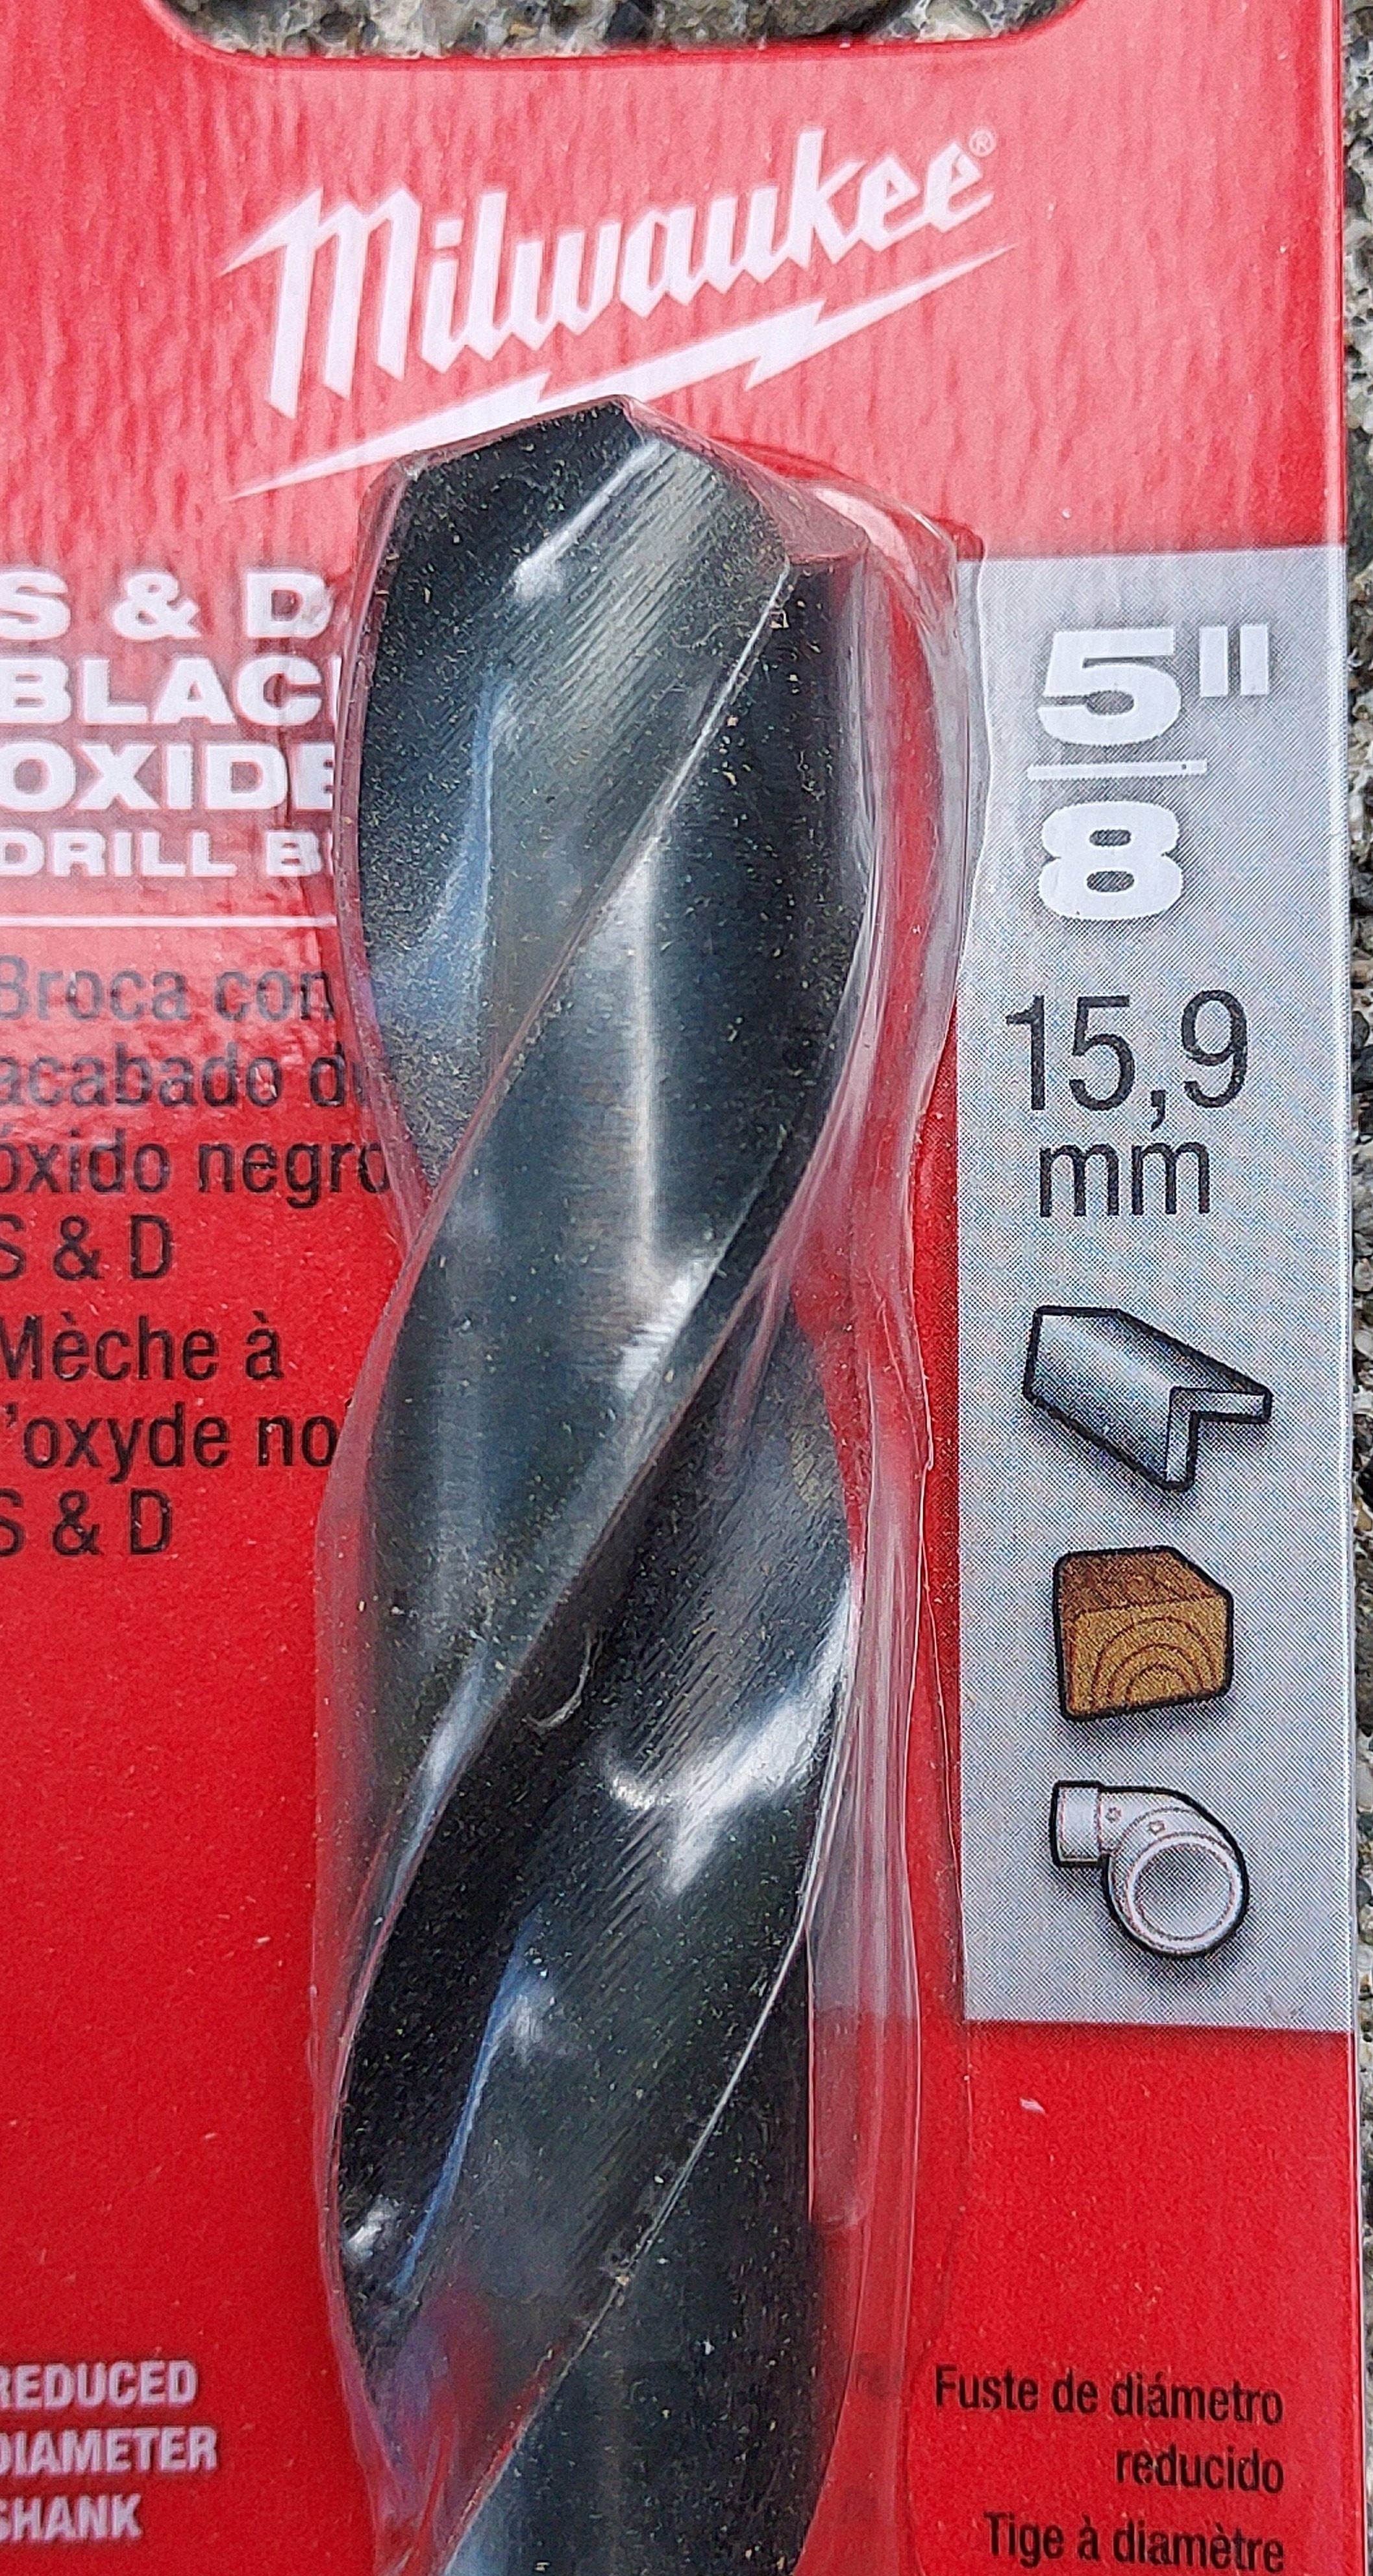 Milwaukee®
S & D
BLAC
OXIDE
DRILL B
Broca con
acabado d
óxido negro
S & D
Mèche à
'oxyde no
S & D
5"
8
15,9
mm
REDUCED
DIAMETER
SHANK
Fuste de diámetro
reducido
Tige à diamètre